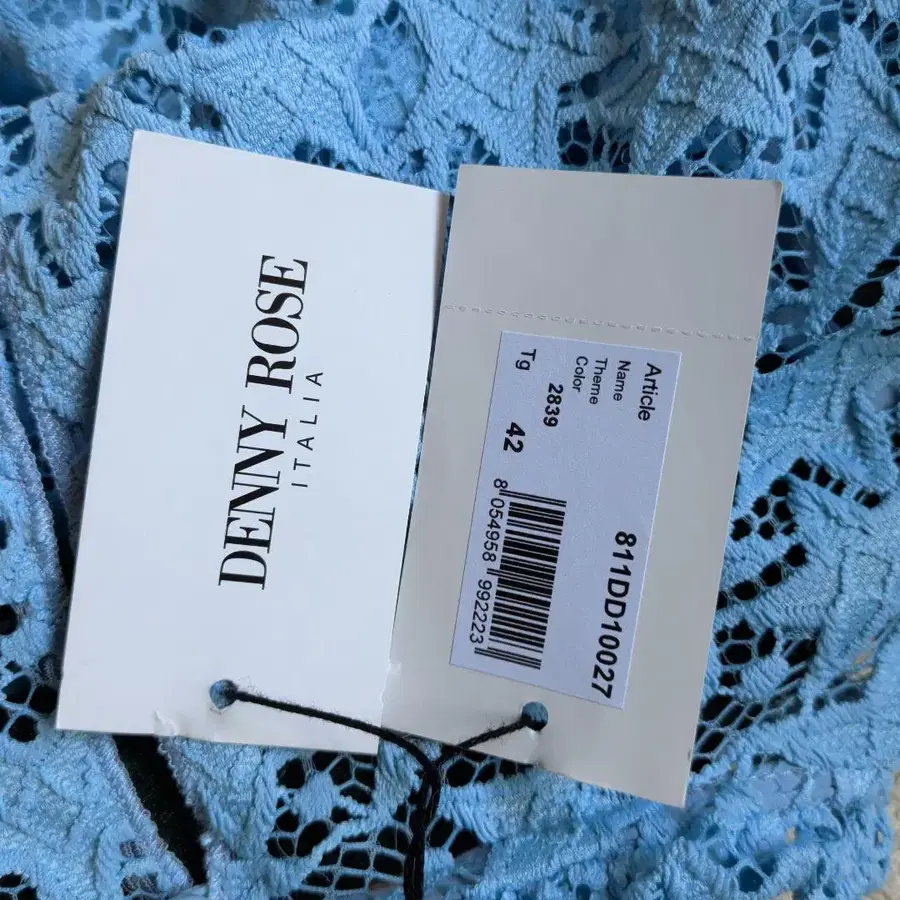 DENNY ROSE
ITALIA
Article 811DD10027
Name
Theme
Color 2839
Tg 42
8 054958 992223